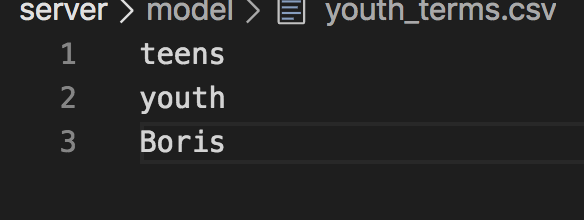 server > model > youth_terms.csv
1 teens
2 youth
3 Boris